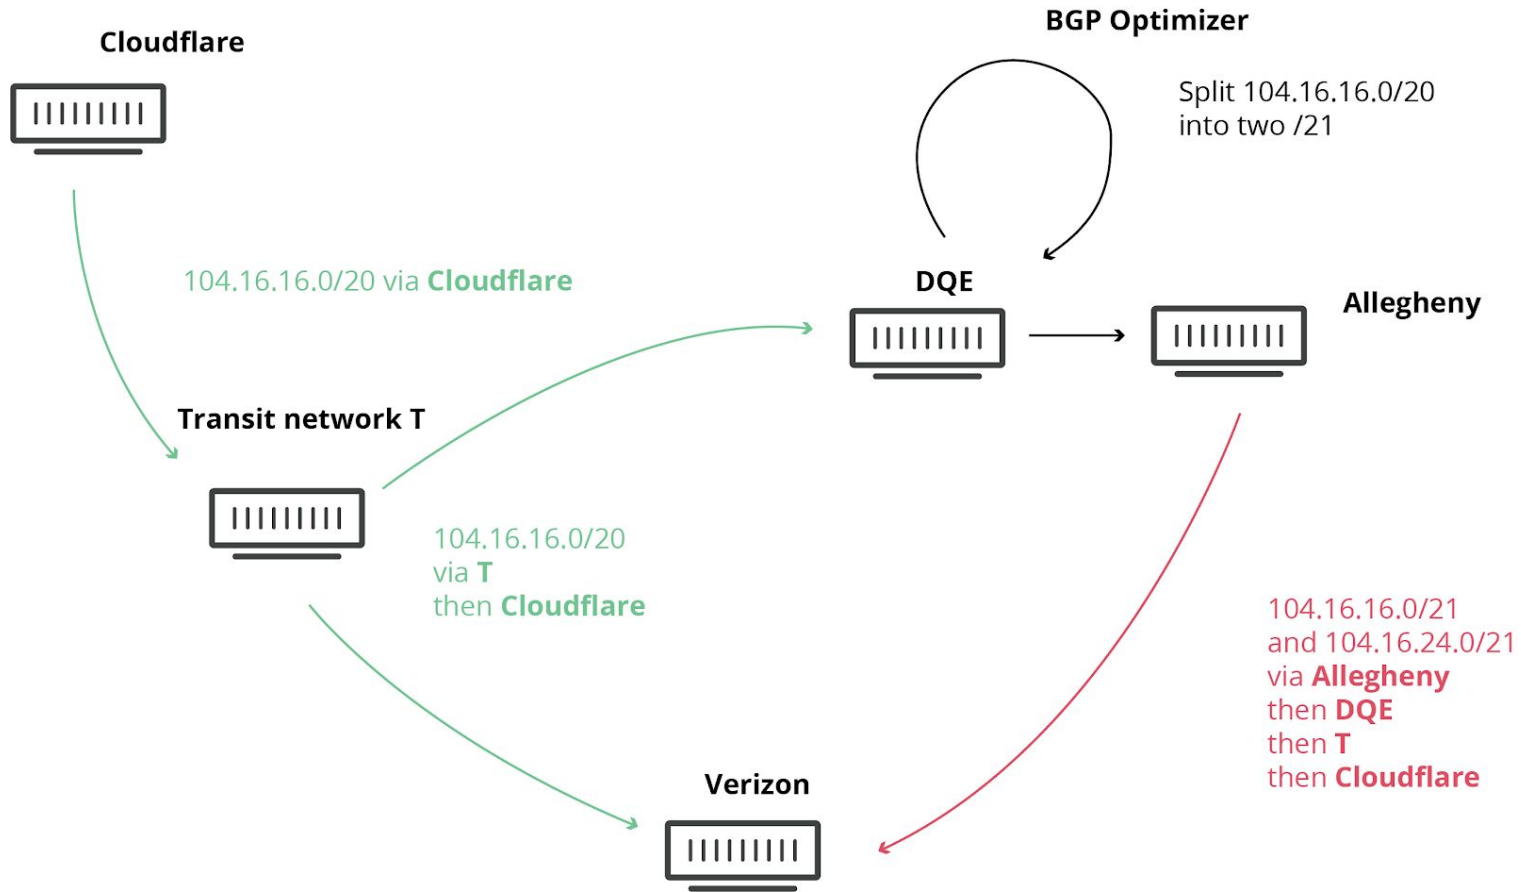 BGP Optimizer
Cloudflare
Split 104.16.16.0/20
into two /21
104.16.16.0/20 via Cloudflare
DQE
Allegheny
Transit network T
104.16.16.0/20
via T
then Cloudflare
104.16.16.0/21
and 104.16.24.0/21
via Allegheny
then DQE
then T
then Cloudflare
Verizon